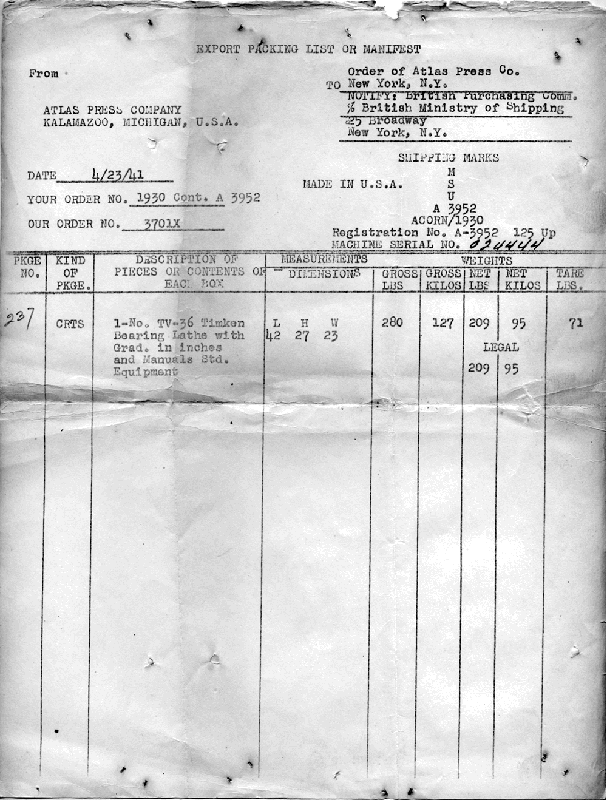 EXPORT PACKING LIST OR MANIFEST
From
ATLAS PRESS COMPANY
KALAMAZOO, MICHIGAN, U.S.A.
TO
Order of Atlas Press Co.
New York, N.Y.
NOTIFY: British Purchasing Comm.
% British Ministry of Shipping
25 Broadway
New York, N.Y.
DATE 4/23/41
YOUR ORDER NO. 1930 Cont. A 3952
OUR ORDER NO. 3701X
SHIPPING MARKS
MADE IN U.S.A.
M
S
U
A 3952
ACORN/1930
Registration No. A-3952 125 Up
MACHINE SERIAL NO. 034444
PKGE NO.
KIND OF PKGE.
DESCRIPTION OF PIECES OR CONTENTS OF EACH BOX
MEASUREMENTS
DIMENSIONS
WEIGHTS
GROSS LBS
GROSS KILOS
NET LBS
NET KILOS
TARE LBS.
237
CRTS
1-No. TV-36 Timken
Bearing Lathe with
Grad. in inches
and Manuals Std.
Equipment
L H W
42 27 23
280 127 209 95 71
LEGAL
209 95